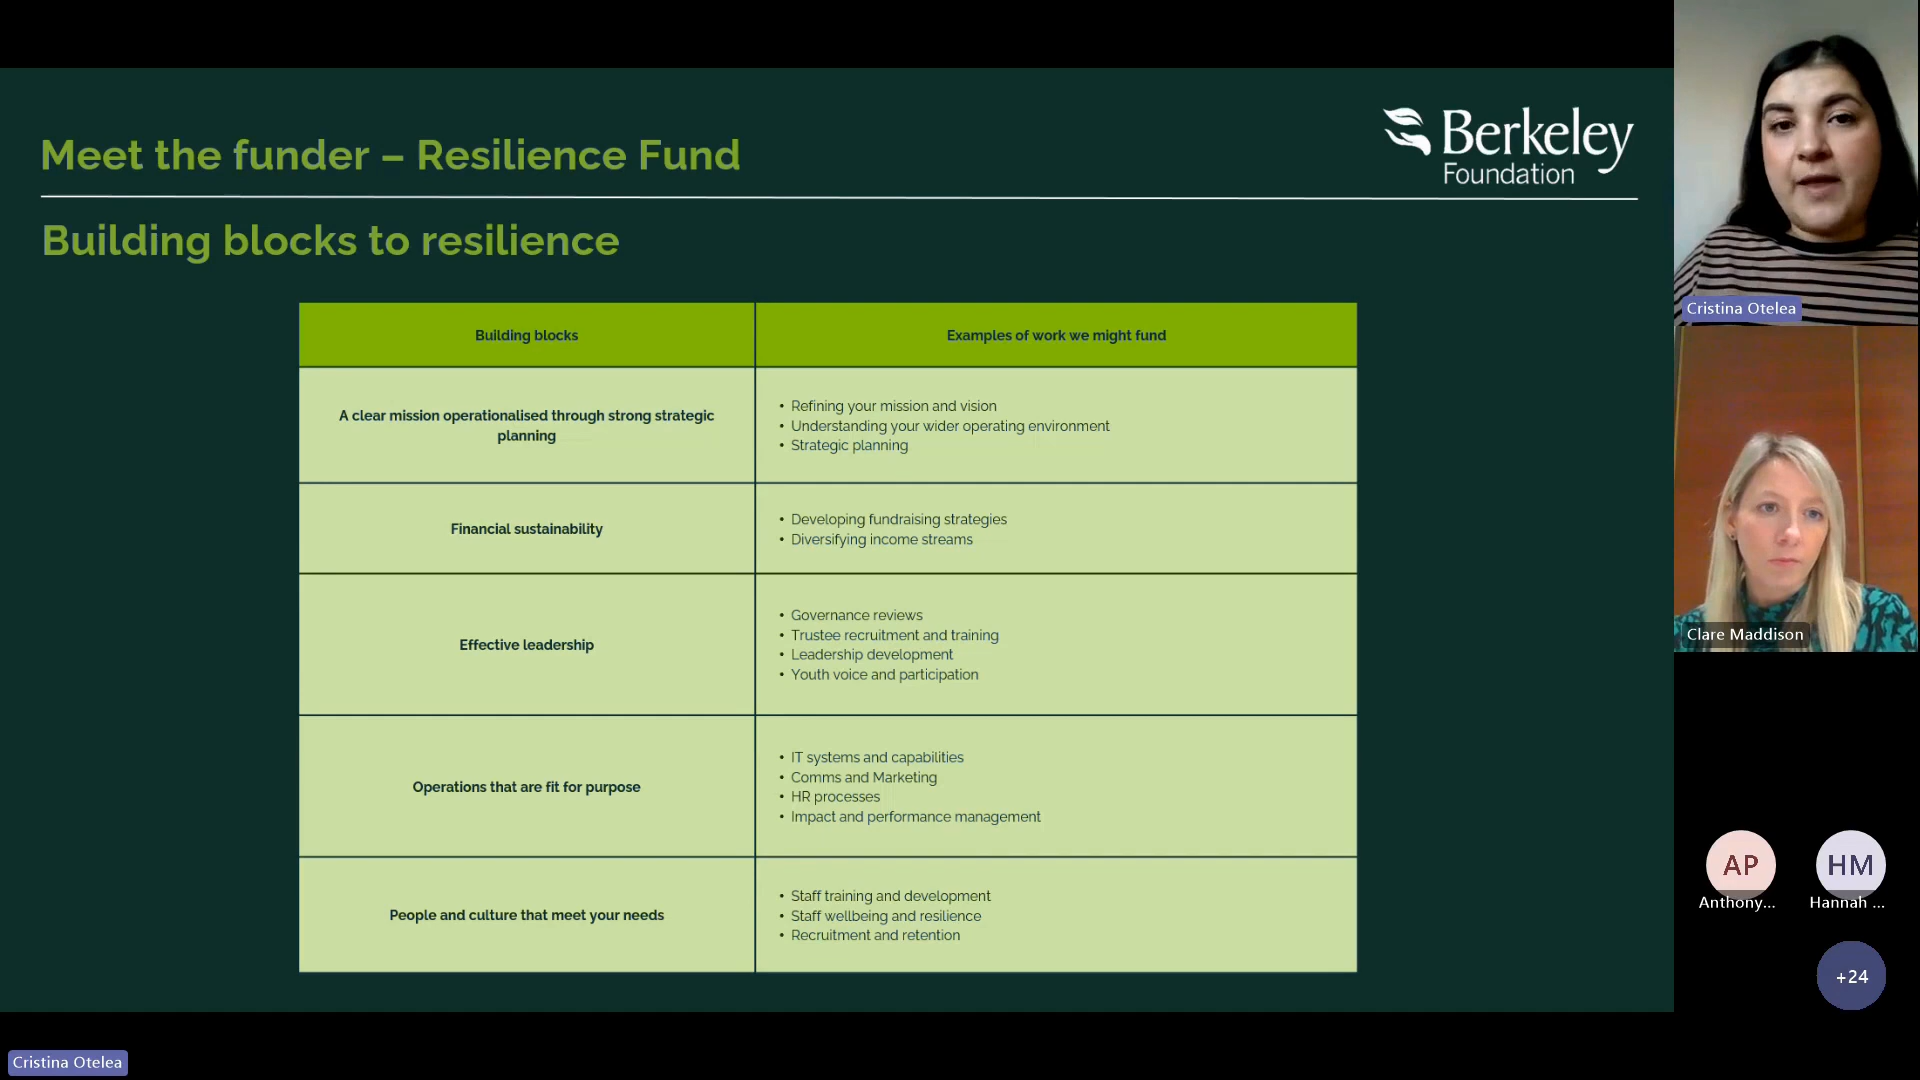 Meet the funder – Resilience Fund
Berkeley
Foundation
Building blocks to resilience
Building blocks
Examples of work we might fund
A clear mission operationalised through strong strategic
planning
• Refining your mission and vision
• Understanding your wider operating environment
• Strategic planning
Financial sustainability
• Developing fundraising strategies
• Diversifying income streams
Effective leadership
• Governance reviews
• Trustee recruitment and training
• Leadership development
• Youth voice and participation
Operations that are fit for purpose
• IT systems and capabilities
• Comms and Marketing
• HR processes
• Impact and performance management
People and culture that meet your needs
• Staff training and development
• Staff wellbeing and resilience
• Recruitment and retention
Cristina Otelea
Clare Maddison
AP
HM
Anthony...
Hannah ...
+24
Cristina Otelea